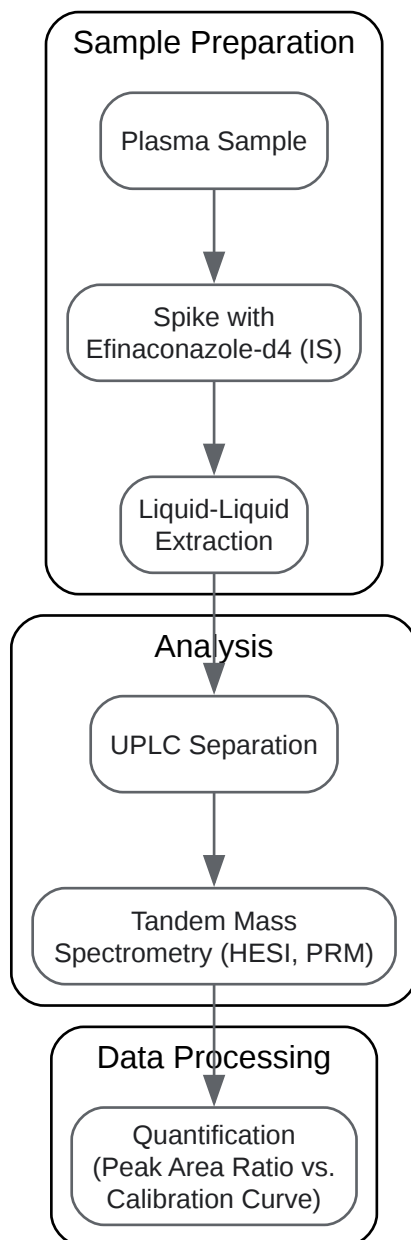 Sample Preparation
Plasma Sample
Spike with
Efinaconazole-d4 (IS)
Liquid-Liquid
Extraction
Analysis
UPLC Separation
Tandem Mass
Spectrometry (HESI, PRM)
Data Processing
Quantification
(Peak Area Ratio vs.
Calibration Curve)